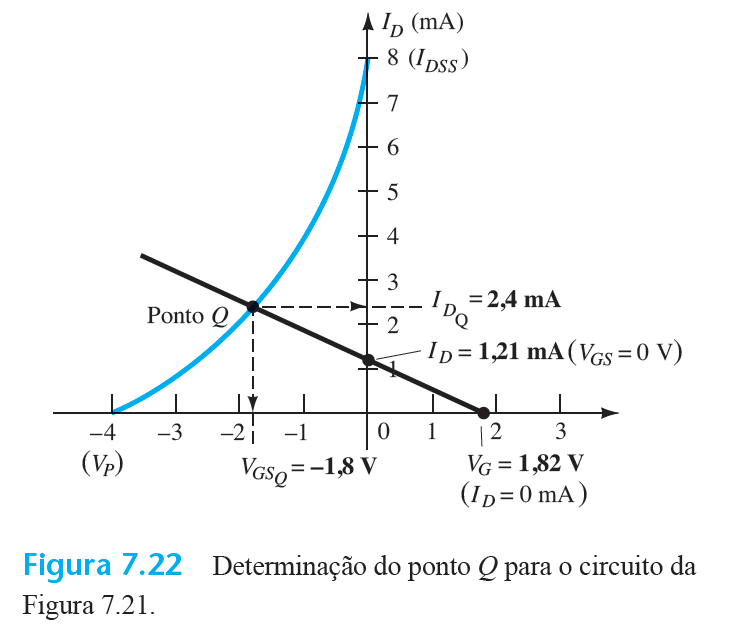 I_D (mA)
8 (I_DSS)
7
6
5
4
3
I_DQ = 2,4 mA
Ponto Q
2
I_D = 1,21 mA (V_GS = 0 V)
1
–4 –3 –2 –1 0 1 2 3
(V_P) V_GSQ = –1,8 V V_G = 1,82 V
(I_D = 0 mA)
Figura 7.22 Determinação do ponto Q para o circuito da
Figura 7.21.